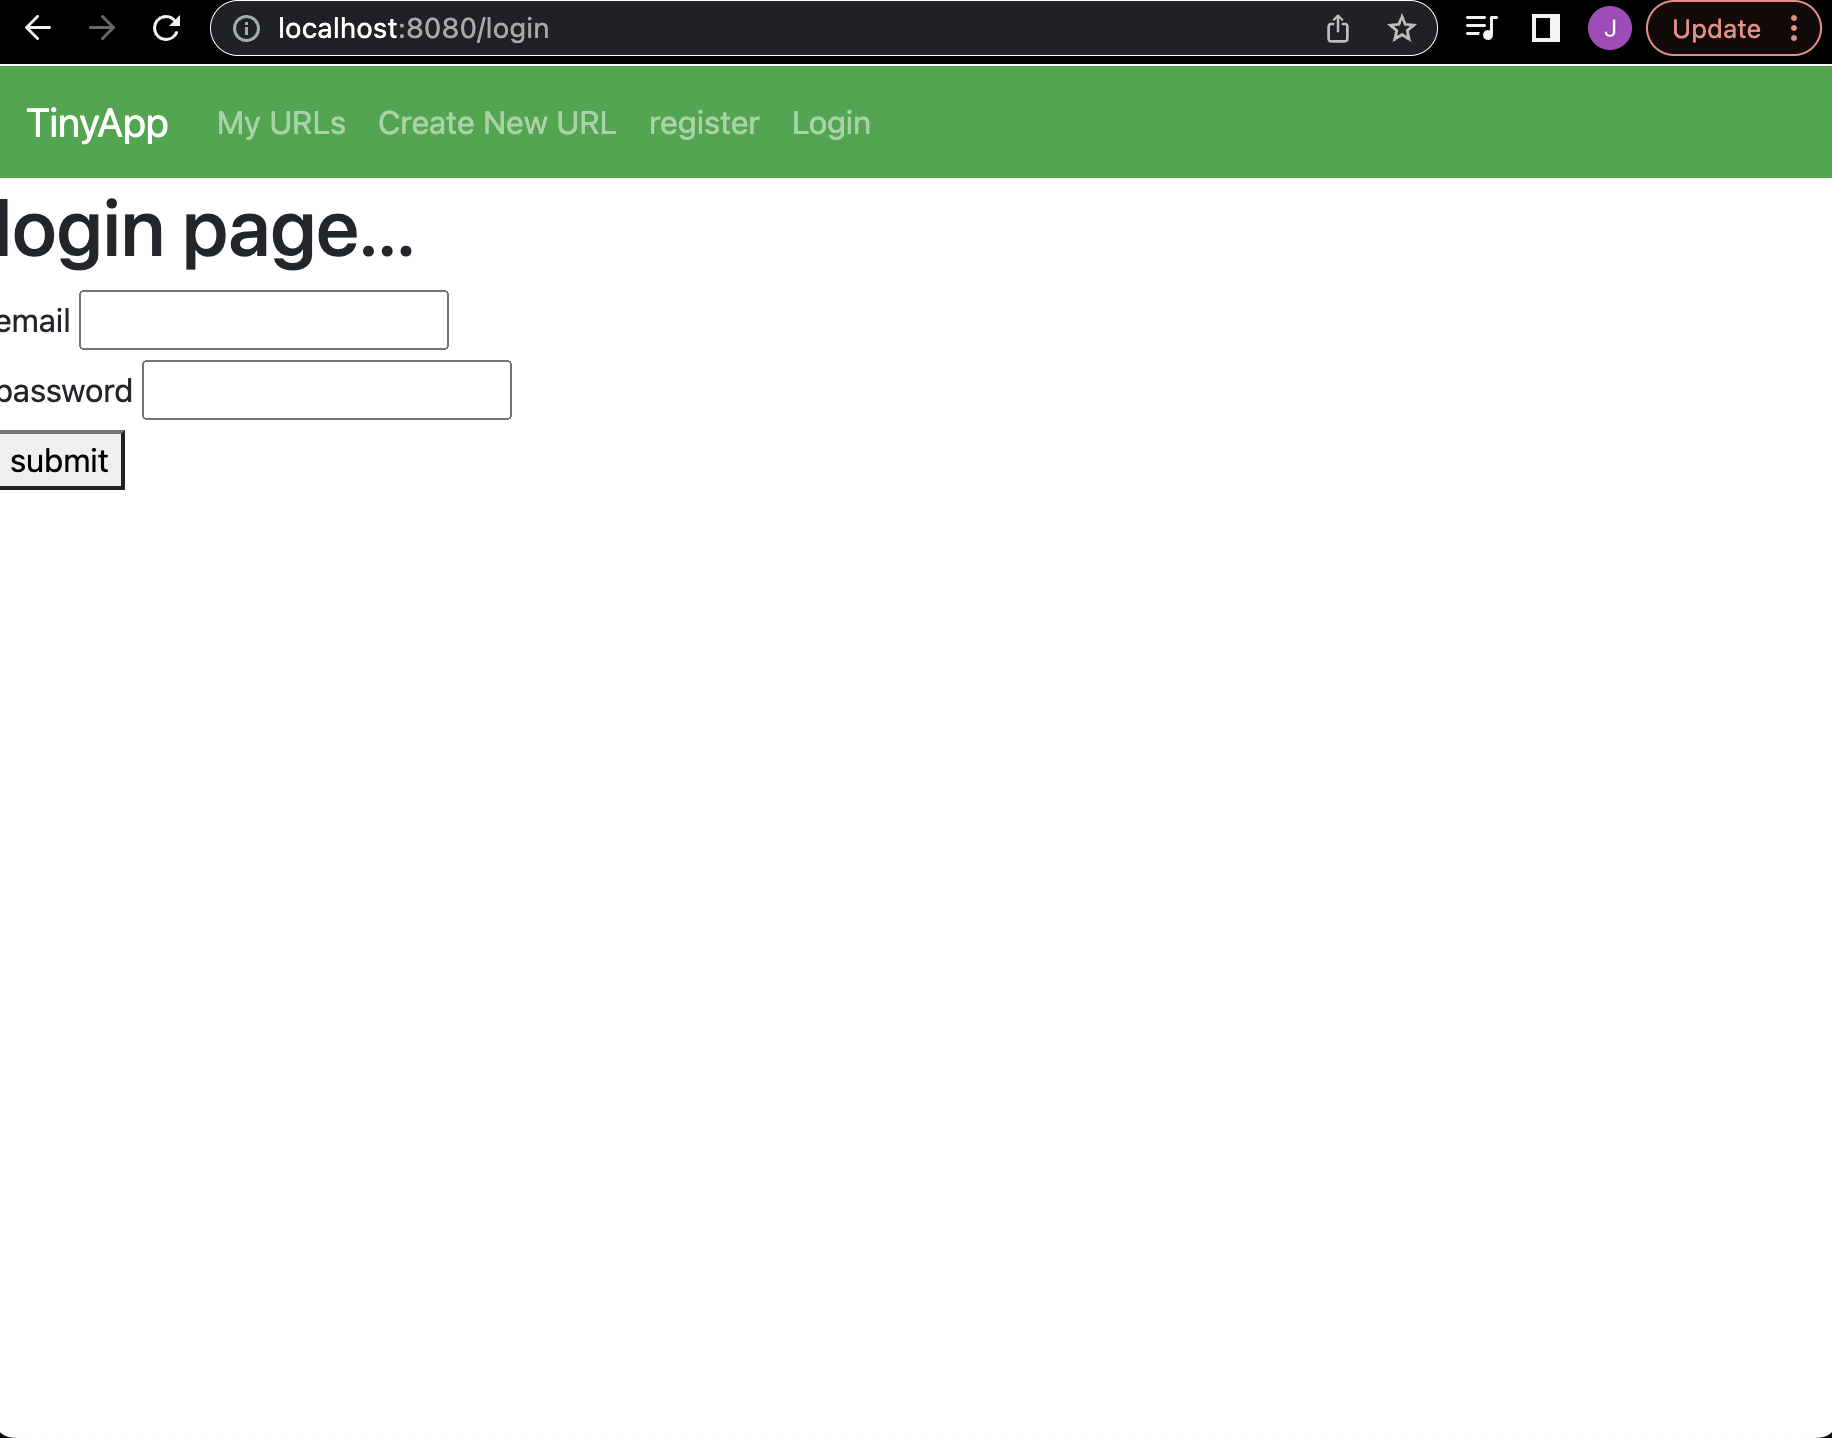 localhost:8080/login
J
Update
TinyApp My URLs Create New URL register Login
login page...
email
password
submit